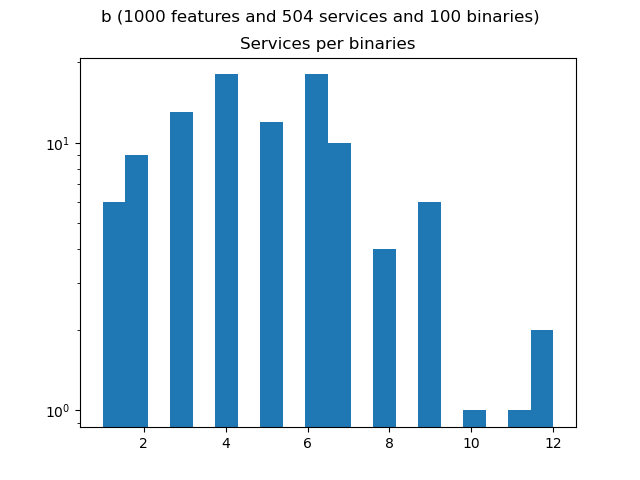 b (1000 features and 504 services and 100 binaries)
Services per binaries
10¹
10⁰
2 4 6 8 10 12